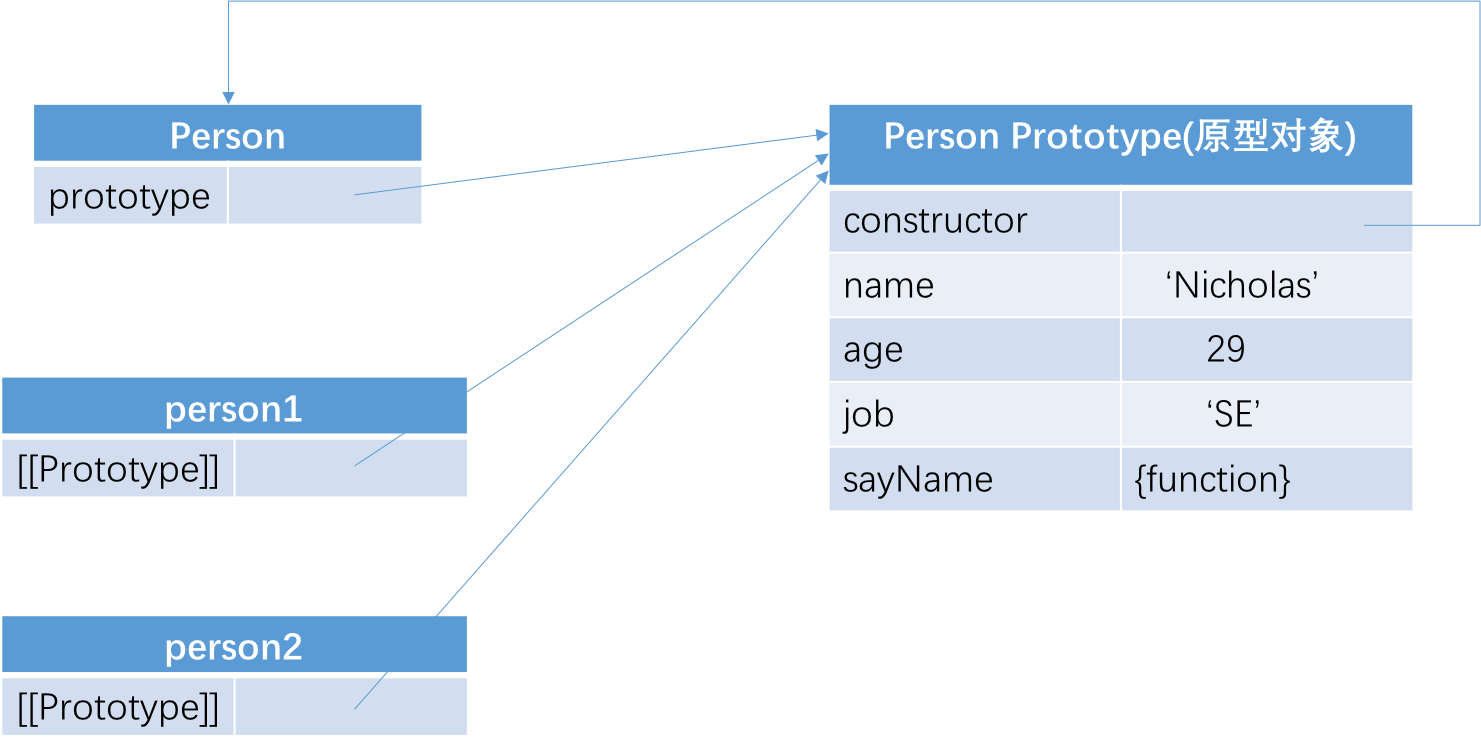 Person
prototype
Person Prototype(原型对象)
constructor
name ‘Nicholas’
age 29
job ‘SE’
sayName {function}
person1
[[Prototype]]
person2
[[Prototype]]